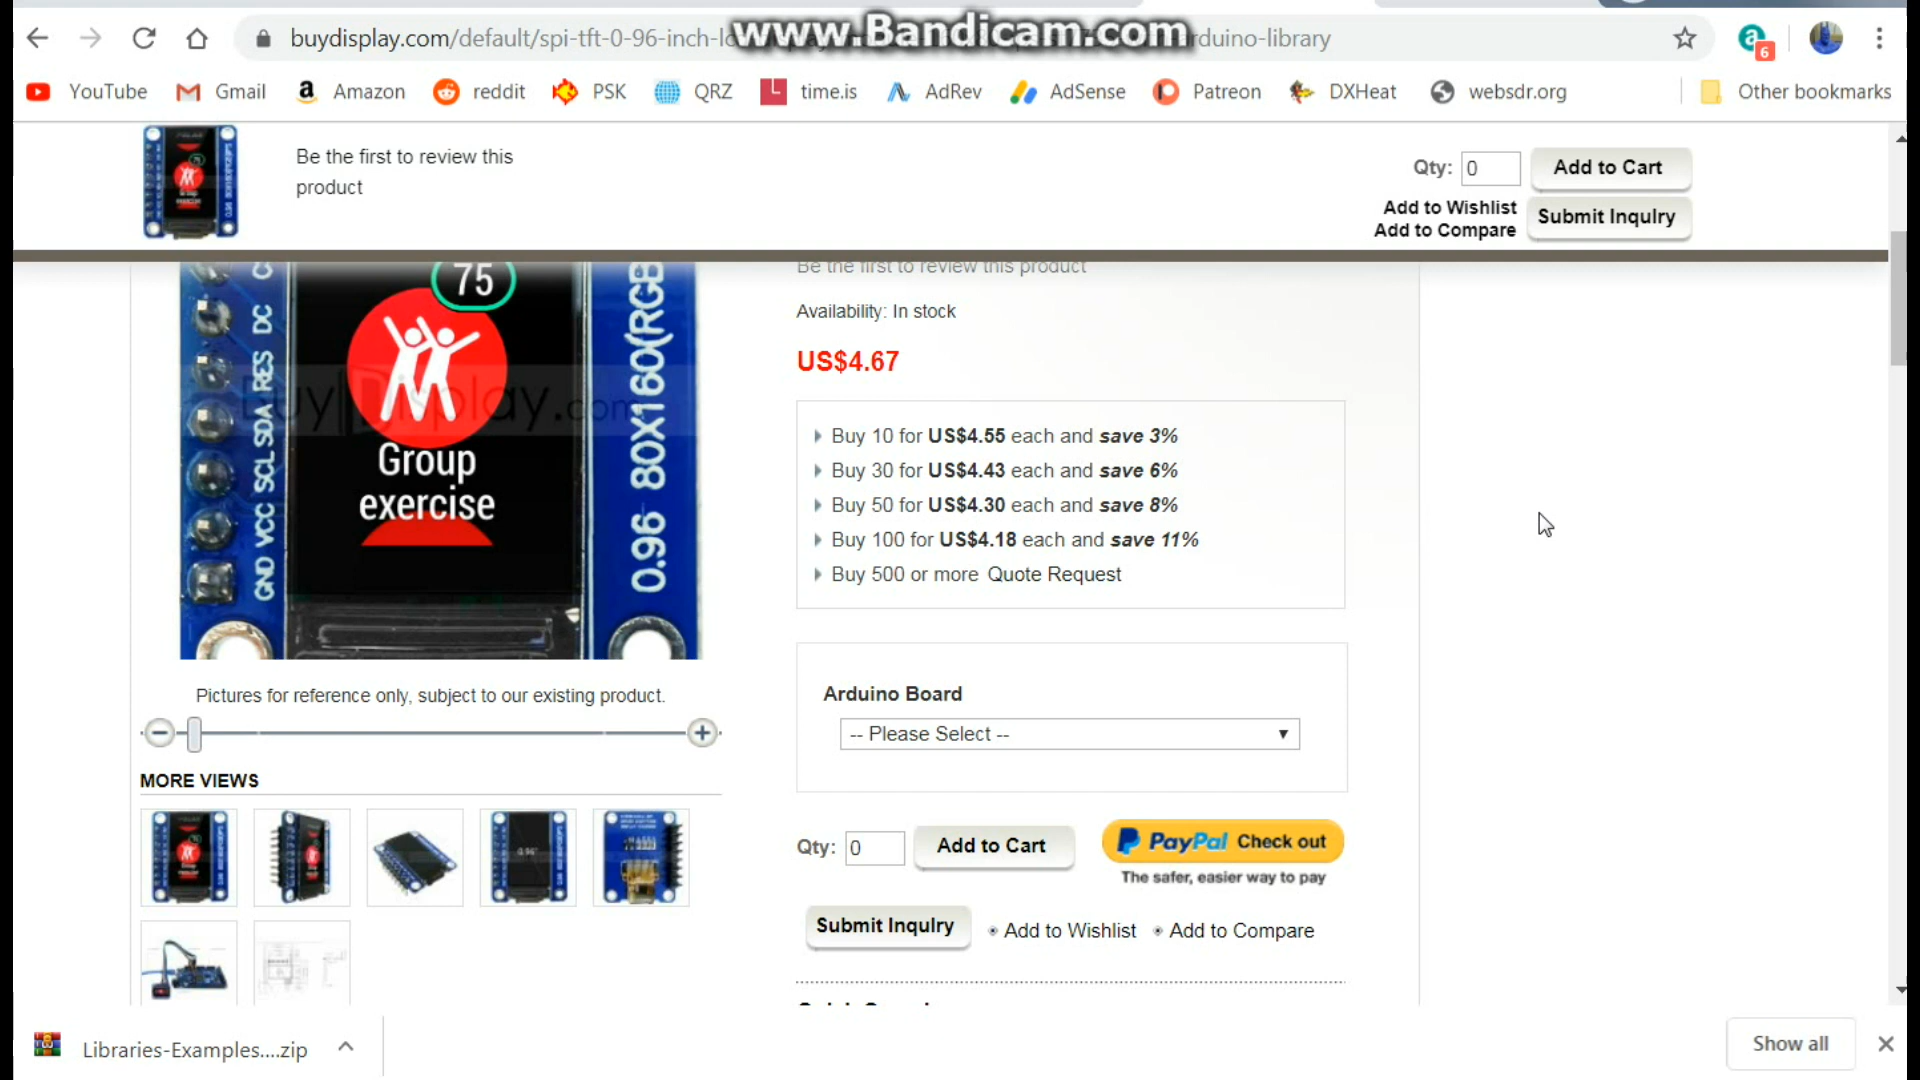 www.Bandicam.com
buydisplay.com/default/spi-tft-0-96-inch-
rduino-library
6
YouTube Gmail Amazon reddit PSK QRZ time.is AdRev AdSense Patreon DXHeat websdr.org Other bookmarks
Be the first to review this
product
Qty: 0 Add to Cart
Add to Wishlist
Add to Compare
Submit Inquiry
Be the first to review this product
Availability: In stock
US$4.67
Buy 10 for US$4.55 each and save 3%
Buy 30 for US$4.43 each and save 6%
Buy 50 for US$4.30 each and save 8%
Buy 100 for US$4.18 each and save 11%
Buy 500 or more Quote Request
75
Group
exercise
GND VCC SCL SDA RES DC
0.96 80X160(RGB
BuyDisplay.com
Pictures for reference only, subject to our existing product.
MORE VIEWS
0.96"
Arduino Board
-- Please Select --
Qty: 0 Add to Cart
PayPal Check out
The safer, easier way to pay
Submit Inquiry Add to Wishlist Add to Compare
Libraries-Examples....zip
Show all